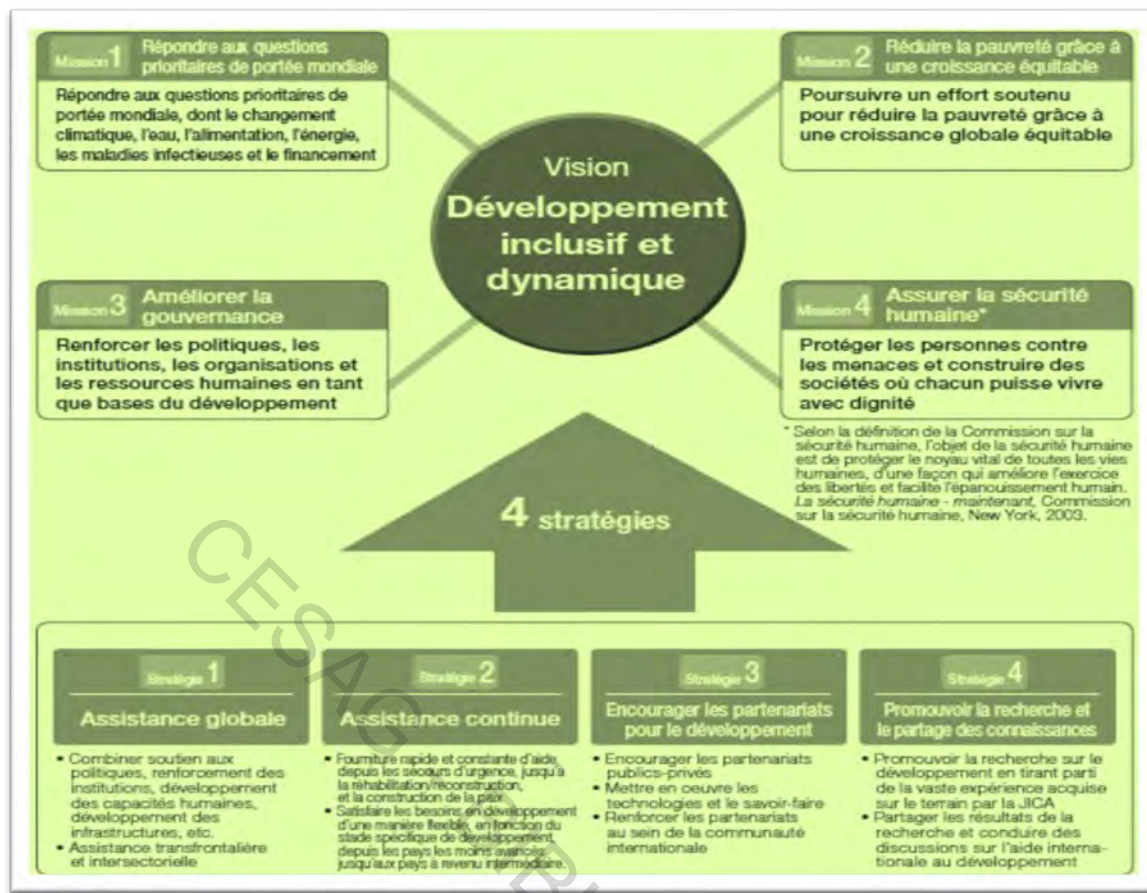 Mission 1 Répondre aux questions
prioritaires de portée mondiale
Répondre aux questions prioritaires de
portée mondiale, dont le changement
climatique, l'eau, l'alimentation, l'énergie,
les maladies infectieuses et le financement
Mission 2 Réduire la pauvreté grâce à
une croissance équitable
Poursuivre un effort soutenu
pour réduire la pauvreté grâce à
une croissance globale équitable
Vision
Développement
inclusif et
dynamique
Mission 3 Améliorer la
gouvernance
Renforcer les politiques, les
institutions, les organisations et
les ressources humaines en tant
que bases du développement
Mission 4 Assurer la sécurité
humaine*
Protéger les personnes contre
les menaces et construire des
sociétés où chacun puisse vivre
avec dignité
* Selon la définition de la Commission sur la
sécurité humaine, l'objet de la sécurité humaine
est de protéger le noyau vital de toutes les vies
humaines, d'une façon qui améliore l'exercice
des libertés et facilite l'épanouissement humain.
La sécurité humaine - maintenant, Commission
sur la sécurité humaine, New York, 2003.
4 stratégies
Stratégie 1
Assistance globale
• Combiner soutien aux
politiques, renforcement des
institutions, développement
des capacités humaines,
développement des
infrastructures, etc.
• Assistance transfrontalière
et intersectorielle
Stratégie 2
Assistance continue
• Fourniture rapide et constante d'aide,
depuis les secours d'urgence, jusqu'à
la réhabilitation/reconstruction,
et la construction de la paix.
• Satisfaire les besoins en développement
d'une manière flexible, en fonction du
stade spécifique de développement,
depuis les pays les moins avancés,
jusqu'aux pays à revenu intermédiaire.
Stratégie 3
Encourager les partenariats
pour le développement
• Encourager les partenariats
publics-privés
• Mettre en oeuvre les
technologies et le savoir-faire
• Renforcer les partenariats
au sein de la communauté
internationale
Stratégie 4
Promouvoir la recherche et
le partage des connaissances
• Promouvoir la recherche sur le
développement en tirant parti
de la vaste expérience acquise
sur le terrain par la JICA
• Partager les résultats de la
recherche et conduire des
discussions sur l'aide interna-
tionale au développement
CESAG